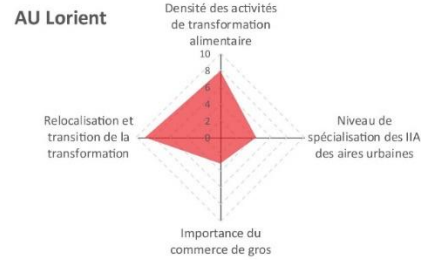 AU Lorient
Densité des activités
de transformation
alimentaire
10
8
6
4
2
0
Relocalisation et
transition de la
transformation
Niveau de
spécialisation des IIA
des aires urbaines
Importance du
commerce de gros